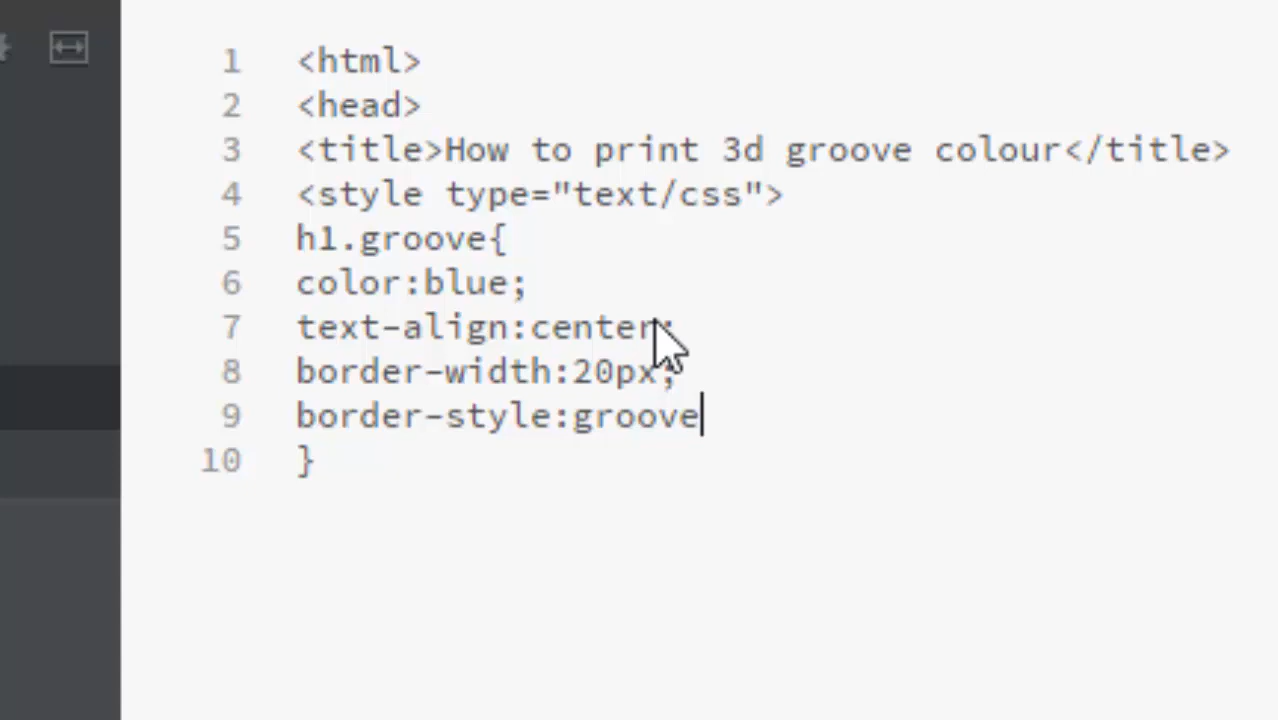 1 <html>
2 <head>
3 <title>How to print 3d groove colour</title>
4 <style type="text/css">
5 h1.groove{
6 color:blue;
7 text-align:center;
8 border-width:20px;
9 border-style:groove
10 }